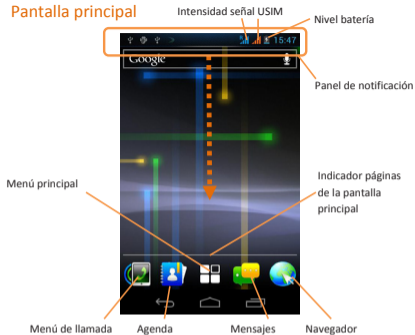 Pantalla principal
Intensidad señal USIM
Nivel batería
15:47
Google
Panel de notificación
Menú principal
Indicador páginas
de la pantalla
principal
Menú de llamada
Agenda
Mensajes
Navegador